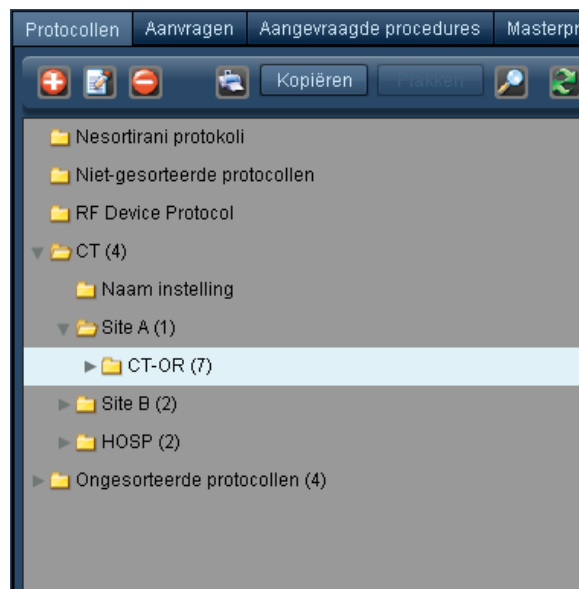 Protocollen Aanvragen Aangevraagde procedures Masterpr
Kopiëren Plakken
Nesortirani protokoli
Niet-gesorteerde protocollen
RF Device Protocol
CT (4)
Naam instelling
Site A (1)
CT-OR (7)
Site B (2)
HOSP (2)
Ongesorteerde protocollen (4)